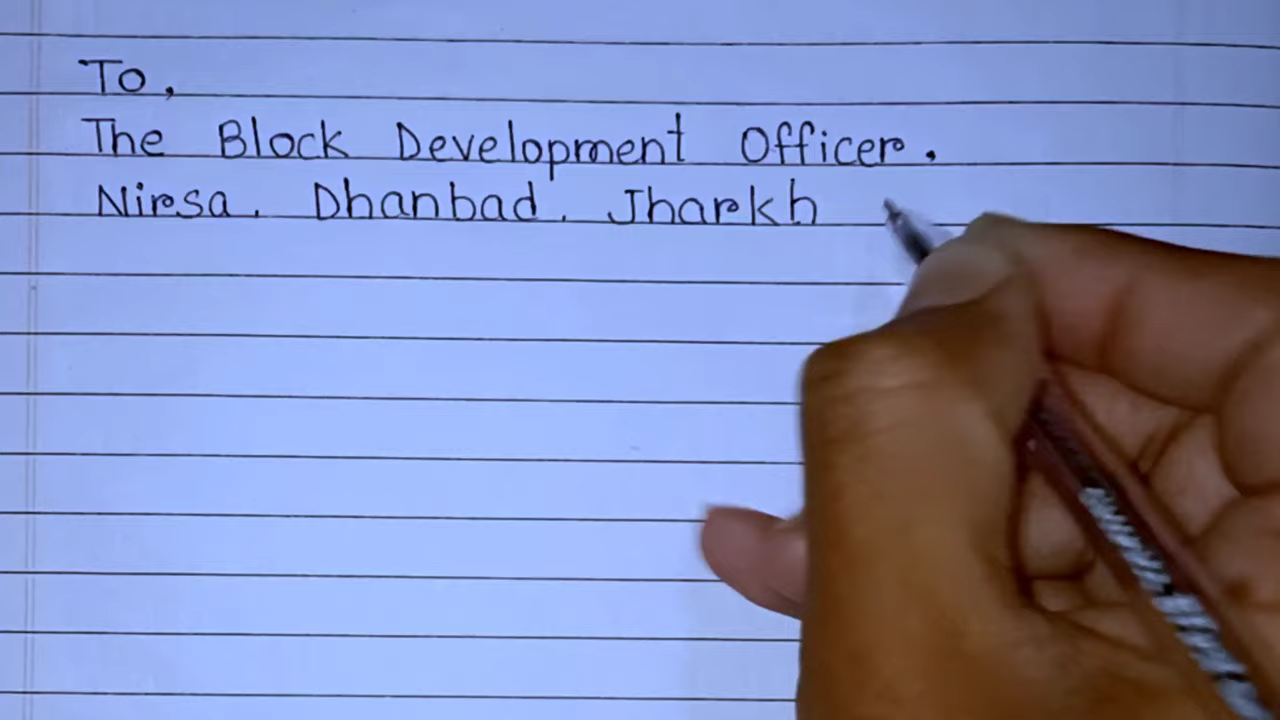 To,
The Block Development Officer.
Nirsa. Dhanbad. Jharkh